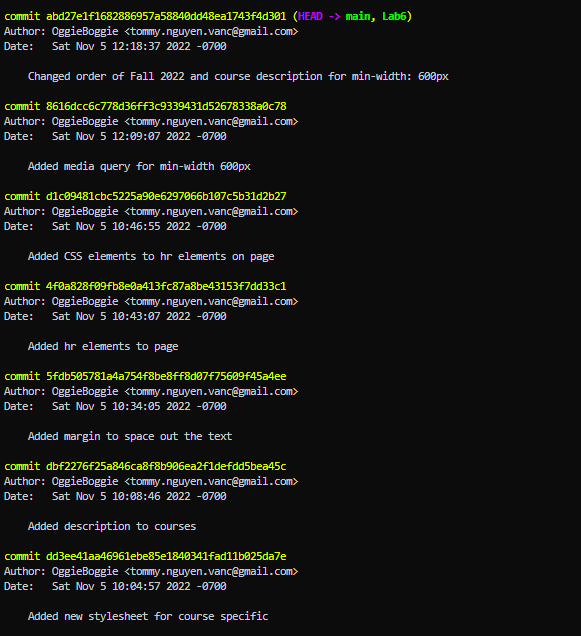 commit abd27e1f1682886957a58840dd48ea1743f4d301 (HEAD -> main, Lab6)
Author: OggieBoggie <tommy.nguyen.vanc@gmail.com>
Date:   Sat Nov 5 12:18:37 2022 -0700
Changed order of Fall 2022 and course description for min-width: 600px
commit 8616dcc6c778d36ff3c9339431d52678338a0c78
Author: OggieBoggie <tommy.nguyen.vanc@gmail.com>
Date:   Sat Nov 5 12:09:07 2022 -0700
Added media query for min-width 600px
commit d1c09481cbc5225a90e6297066b107c5b31d2b27
Author: OggieBoggie <tommy.nguyen.vanc@gmail.com>
Date:   Sat Nov 5 10:46:55 2022 -0700
Added CSS elements to hr elements on page
commit 4f0a828f09fb8e0a413fc87a8be43153f7dd33c1
Author: OggieBoggie <tommy.nguyen.vanc@gmail.com>
Date:   Sat Nov 5 10:43:07 2022 -0700
Added hr elements to page
commit 5fdb505781a4a754f8be8ff8d07f75609f45a4ee
Author: OggieBoggie <tommy.nguyen.vanc@gmail.com>
Date:   Sat Nov 5 10:34:05 2022 -0700
Added margin to space out the text
commit dbf2276f25a846ca8f8b906ea2f1defdd5bea45c
Author: OggieBoggie <tommy.nguyen.vanc@gmail.com>
Date:   Sat Nov 5 10:08:46 2022 -0700
Added description to courses
commit dd3ee41aa46961ebe85e1840341fad11b025da7e
Author: OggieBoggie <tommy.nguyen.vanc@gmail.com>
Date:   Sat Nov 5 10:04:57 2022 -0700
Added new stylesheet for course specific